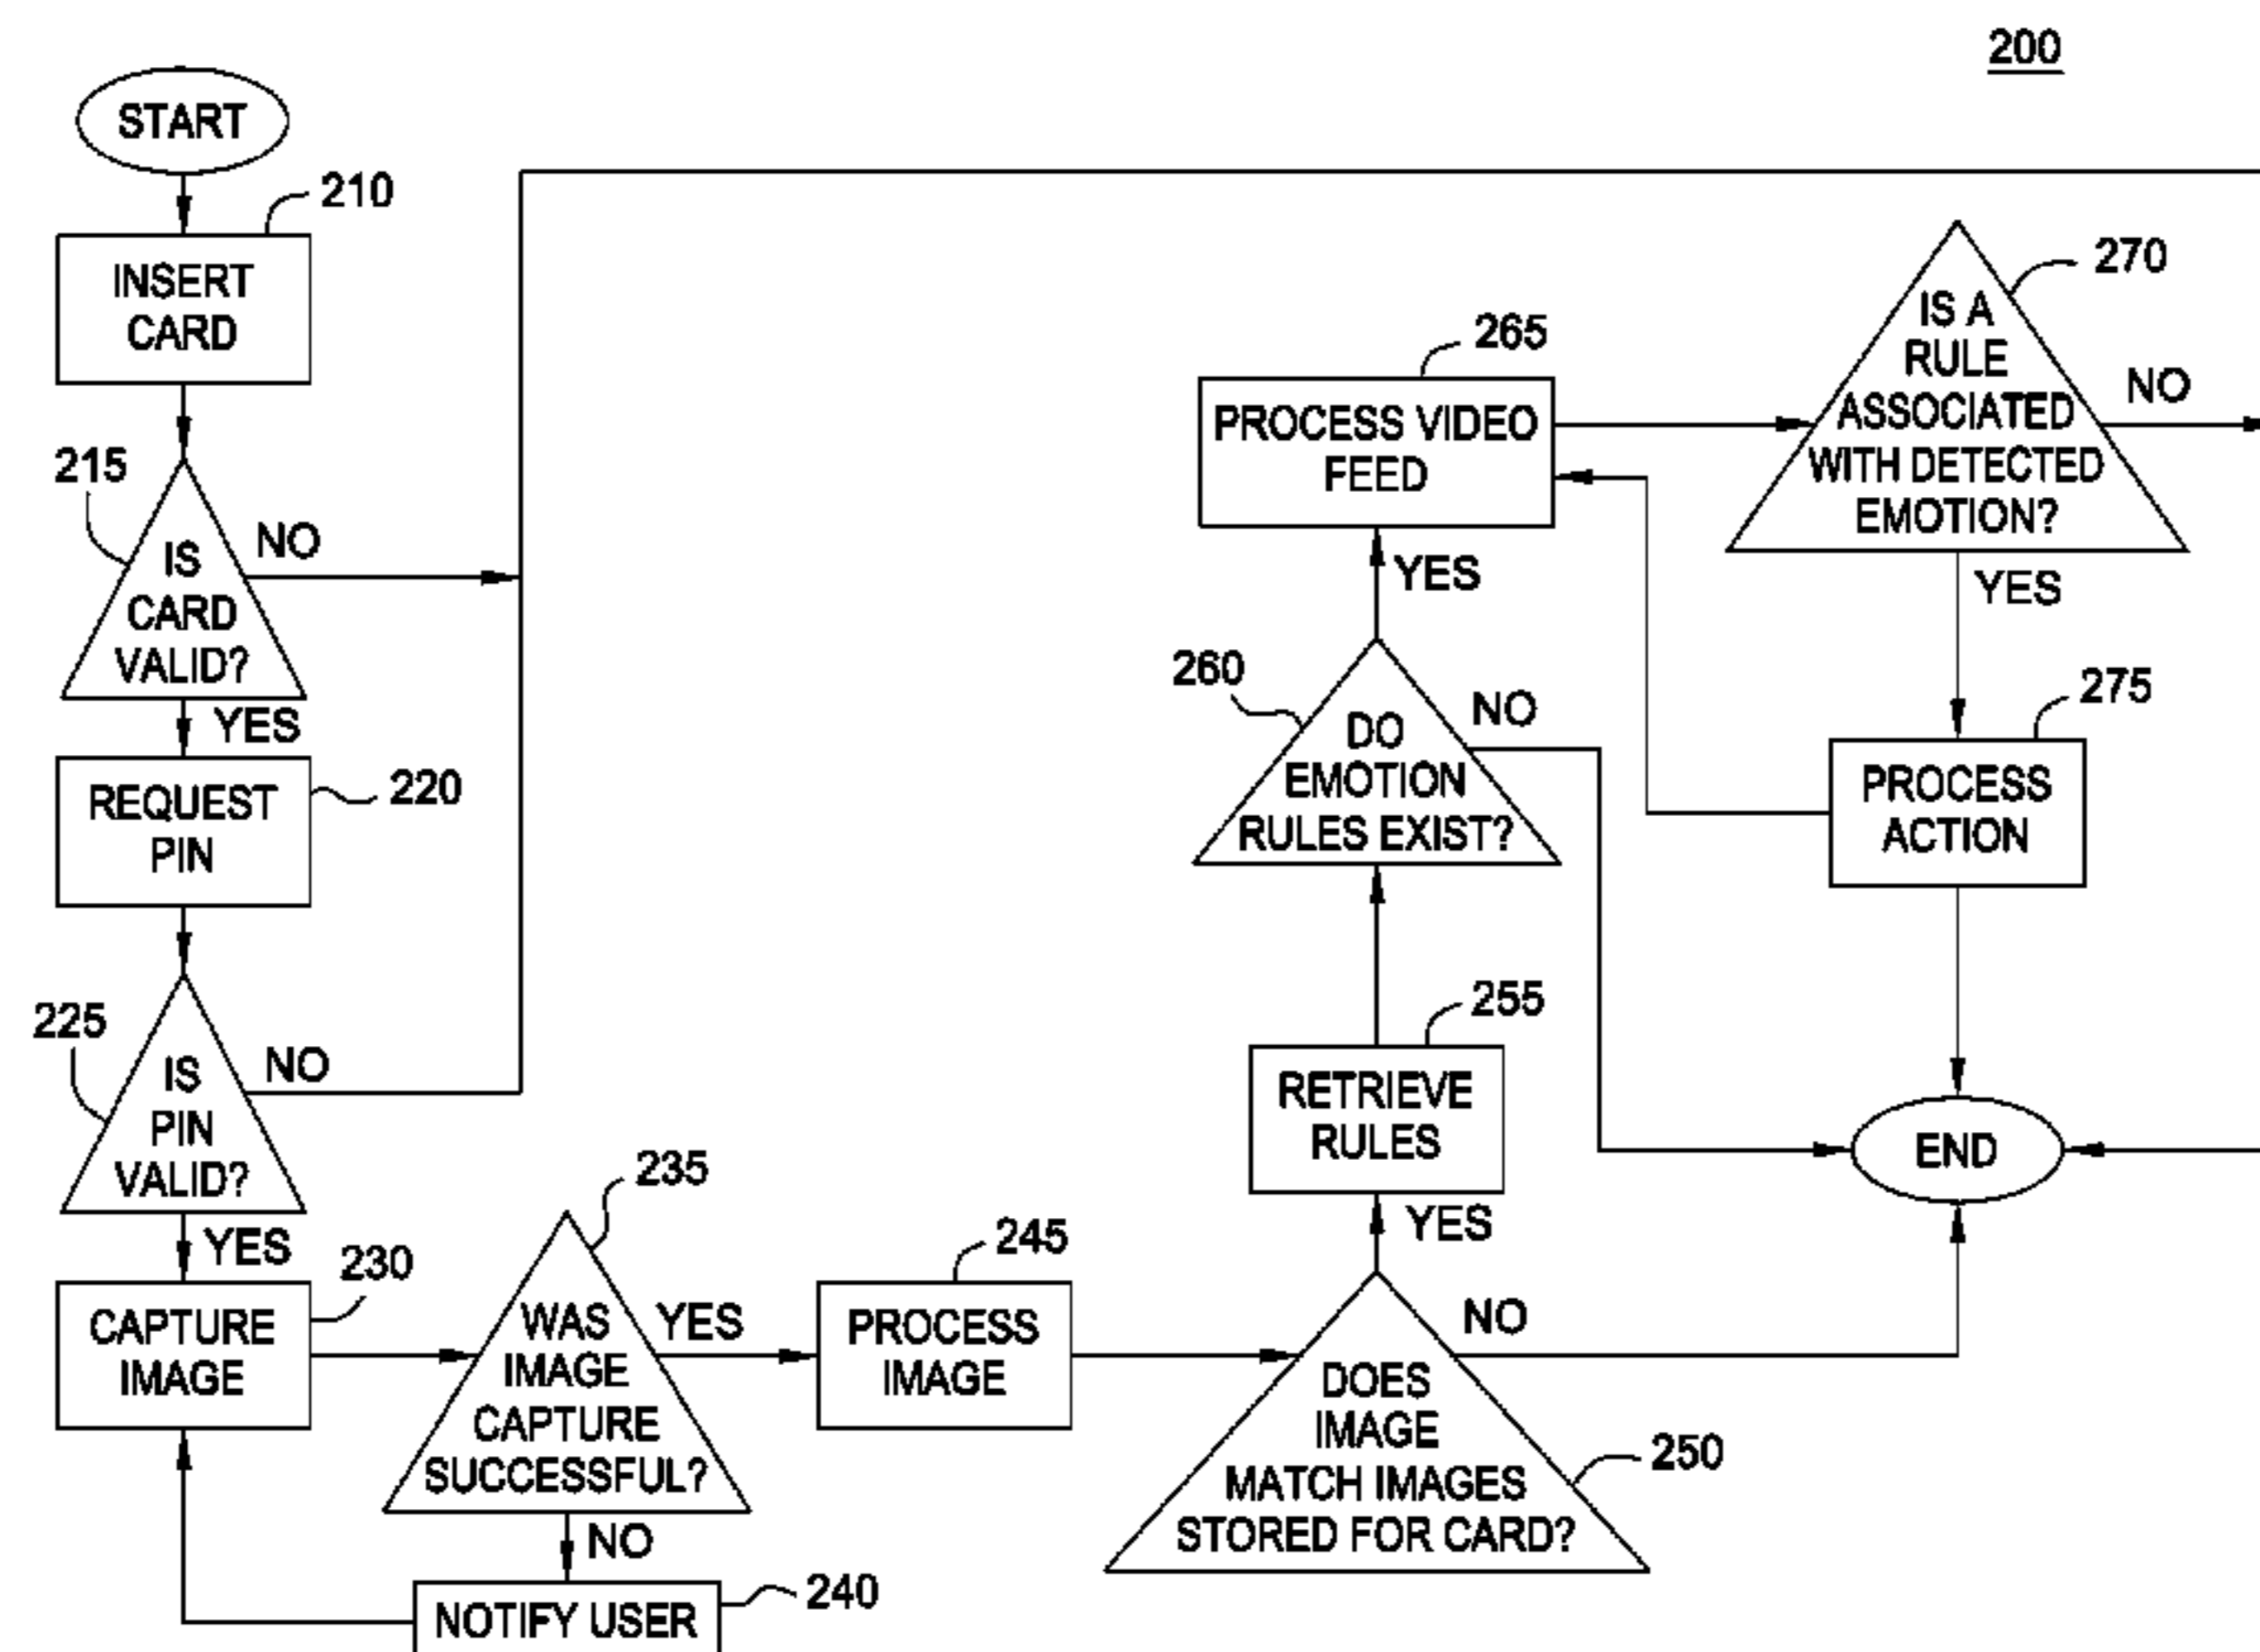 200
START
210
INSERT
CARD
215
IS
CARD
VALID?
NO
YES
REQUEST
PIN
220
225
IS
PIN
VALID?
NO
YES
230
CAPTURE
IMAGE
235
WAS
IMAGE
CAPTURE
SUCCESSFUL?
YES
NO
NOTIFY USER
240
245
PROCESS
IMAGE
DOES
IMAGE
MATCH IMAGES
STORED FOR CARD?
250
NO
YES
255
RETRIEVE
RULES
260
DO
EMOTION
RULES EXIST?
NO
YES
265
PROCESS VIDEO
FEED
270
IS A
RULE
ASSOCIATED
WITH DETECTED
EMOTION?
NO
YES
275
PROCESS
ACTION
END